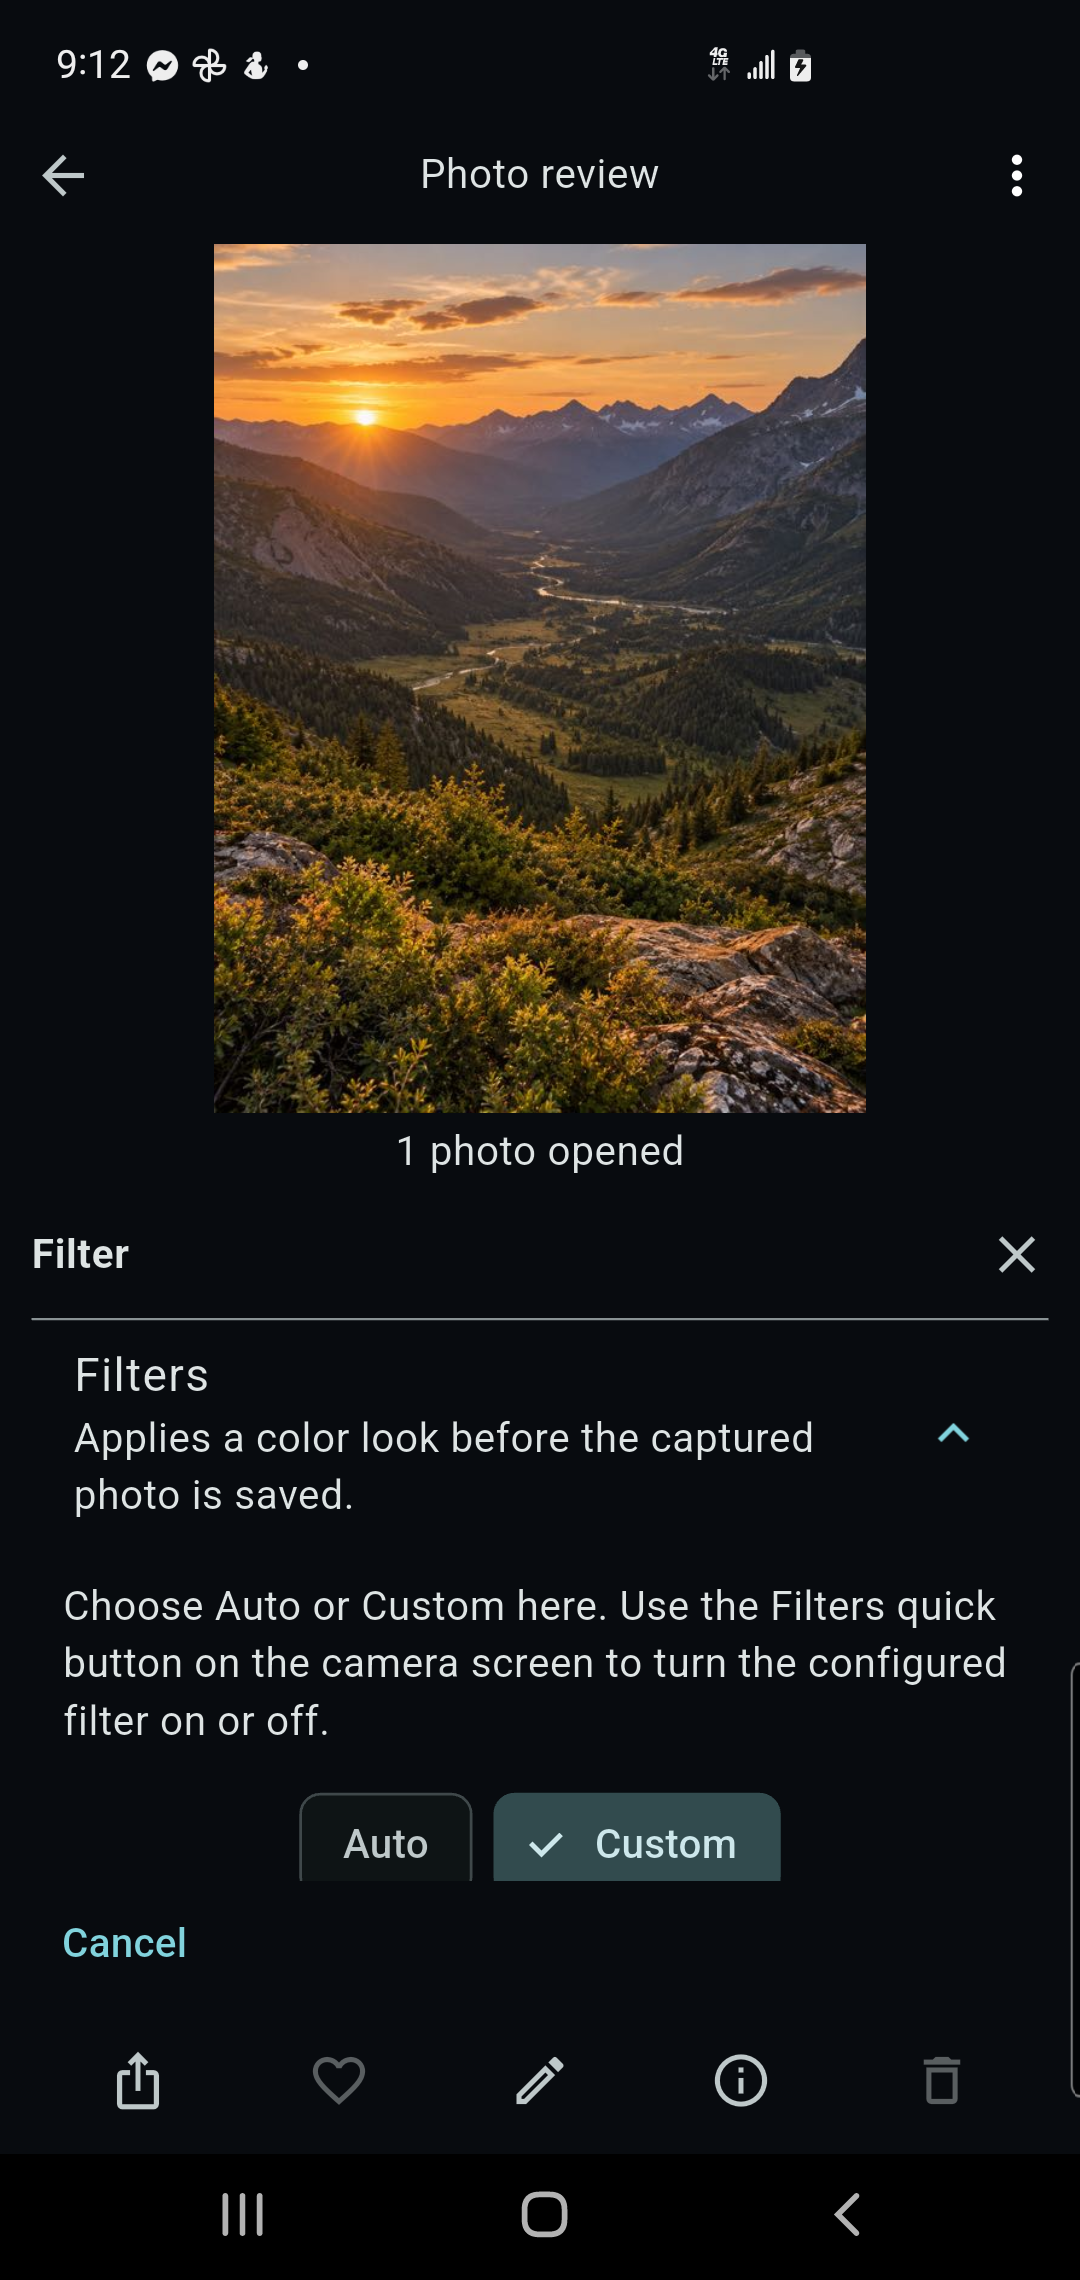 9:12
4G
LTE
Photo review
1 photo opened
Filter
Filters
Applies a color look before the captured
photo is saved.
Choose Auto or Custom here. Use the Filters quick
button on the camera screen to turn the configured
filter on or off.
Auto
Custom
Cancel